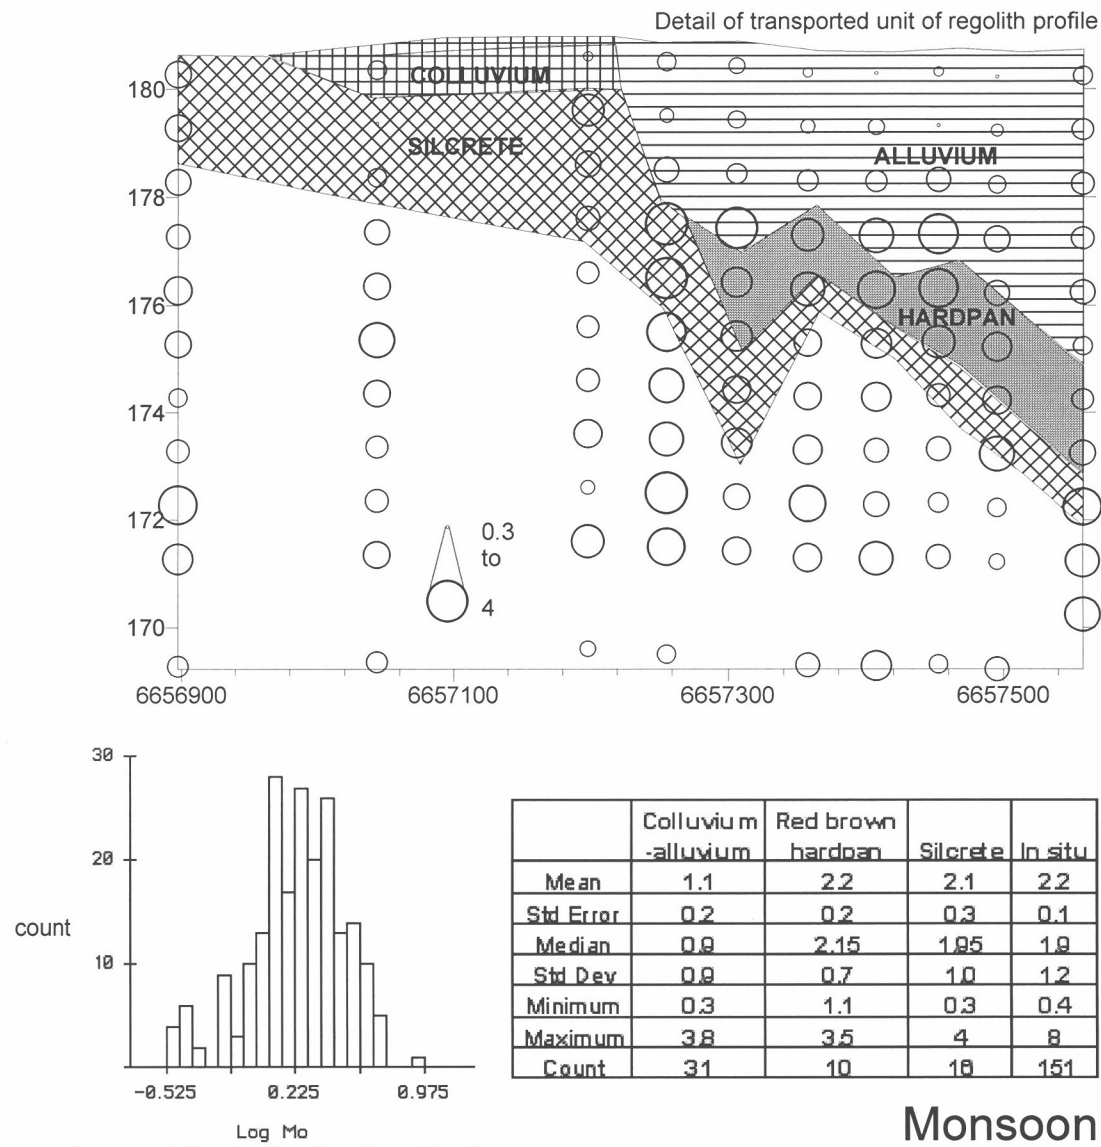 Detail of transported unit of regolith profile
180
COLLUVIUM
SILCRETE
ALLUVIUM
178
176
HARDPAN
174
172
0.3
to
4
170
6656900 6657100 6657300 6657500
30
20
10
count
-0.525 0.225 0.975
Log Mo
Colluvium Red brown
-alluvium hardpan Silcrete In situ
Mean 1.1 2.2 2.1 2.2
Std Error 0.2 0.2 0.3 0.1
Median 0.9 2.15 1.95 1.9
Std Dev 0.9 0.7 1.0 1.2
Minimum 0.3 1.1 0.3 0.4
Maximum 3.8 3.5 4 8
Count 31 10 16 151
Monsoon